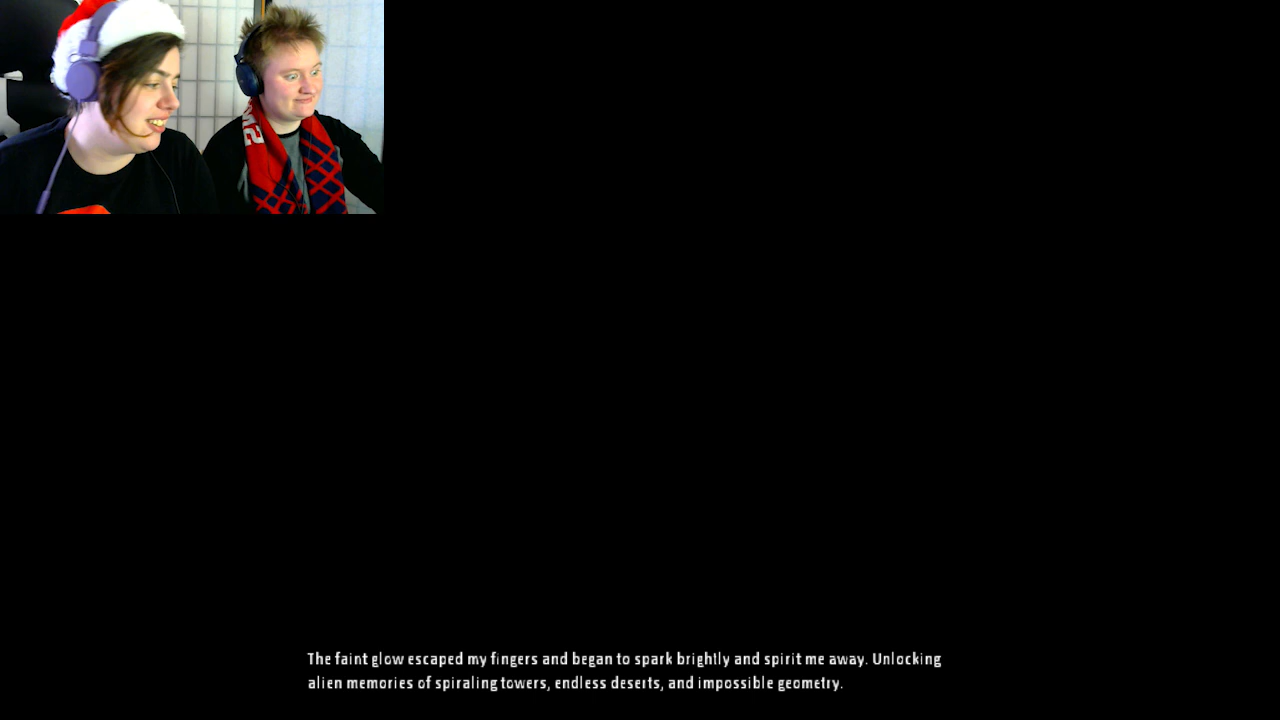 The faint glow escaped my fingers and began to spark brightly and spirit me away. Unlocking
alien memories of spiraling towers, endless deserts, and impossible geometry.